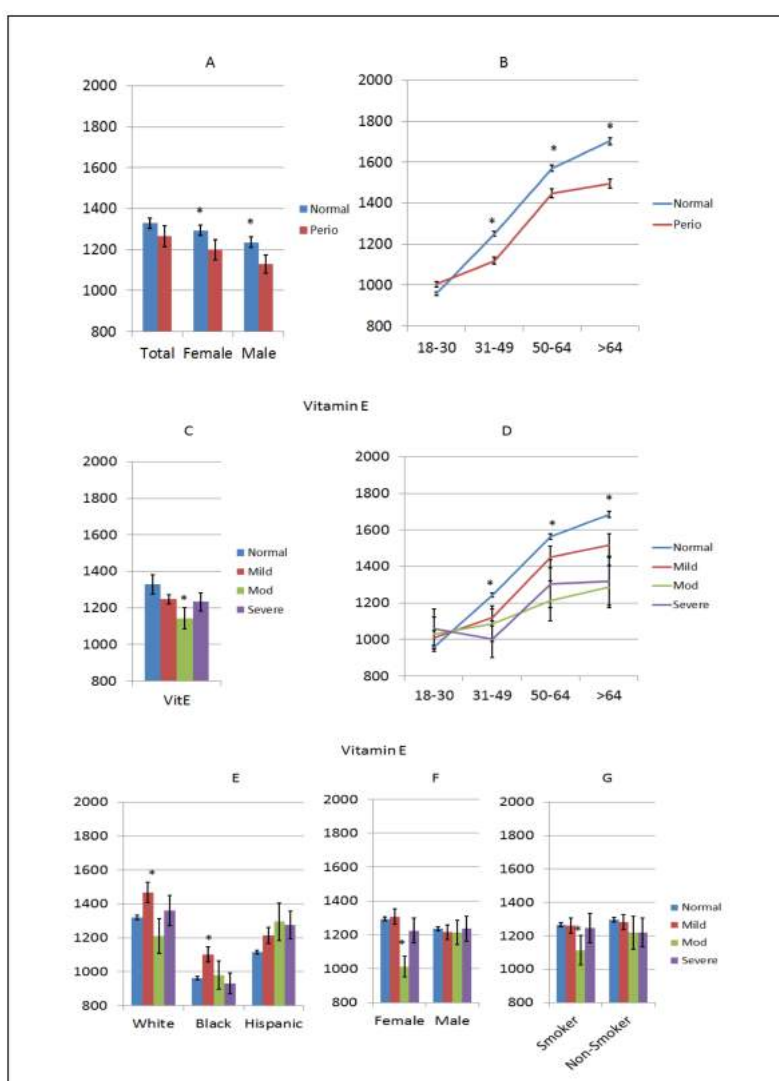 A
2000
1800
1600
1400
1200
1000
800
*
*
Normal
Perio
Total Female Male
B
2000
1800
1600
1400
1200
1000
800
*
*
*
Normal
Perio
18-30 31-49 50-64 >64
Vitamin E
C
2000
1800
1600
1400
1200
1000
800
*
Normal
Mild
Mod
Severe
VitE
D
2000
1800
1600
1400
1200
1000
800
*
*
*
Normal
Mild
Mod
Severe
18-30 31-49 50-64 >64
Vitamin E
E
2000
1800
1600
1400
1200
1000
800
*
*
White Black Hispanic
F
2000
1800
1600
1400
1200
1000
800
*
Female Male
G
2000
1800
1600
1400
1200
1000
800
*
Smoker
Non-Smoker
Normal
Mild
Mod
Severe